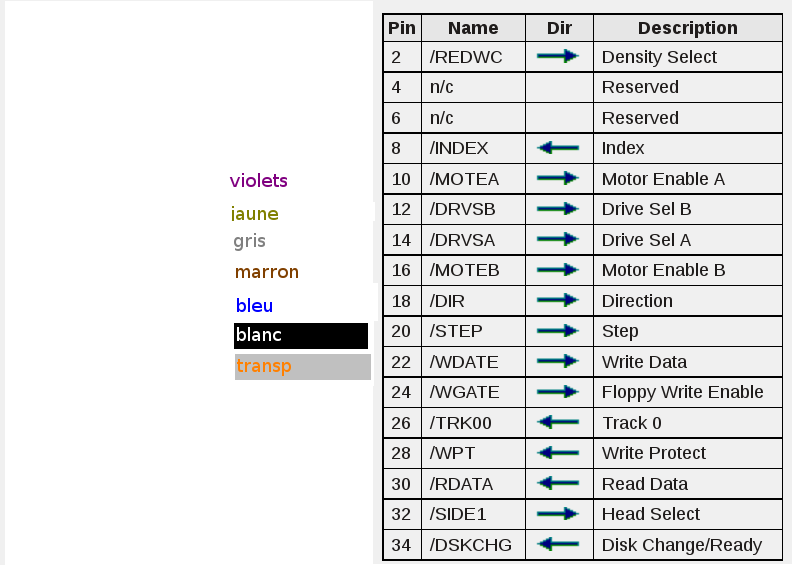 Pin Name Dir Description
2 /REDWC Density Select
4 n/c Reserved
6 n/c Reserved
8 /INDEX Index
violets 10 /MOTEA Motor Enable A
jaune 12 /DRVSB Drive Sel B
gris 14 /DRVSA Drive Sel A
marron 16 /MOTEB Motor Enable B
bleu 18 /DIR Direction
blanc 20 /STEP Step
transp 22 /WDATE Write Data
24 /WGATE Floppy Write Enable
26 /TRK00 Track 0
28 /WPT Write Protect
30 /RDATA Read Data
32 /SIDE1 Head Select
34 /DSKCHG Disk Change/Ready